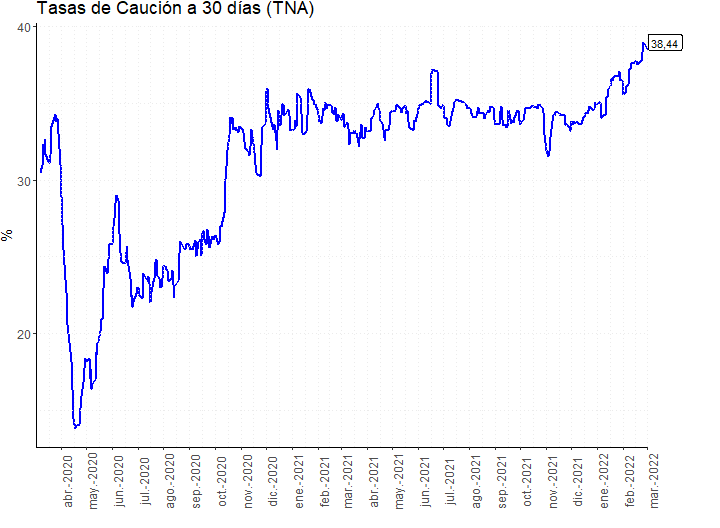 Tasas de Caución a 30 días (TNA)
40
38,44
30
%
20
abr.-2020
may.-2020
jun.-2020
jul.-2020
ago.-2020
sep.-2020
oct.-2020
nov.-2020
dic.-2021
ene.-2021
feb.-2021
mar.-2021
abr.-2021
may.-2021
jun.-2021
jul.-2021
ago.-2021
sep.-2021
oct.-2021
nov.-2021
dic.-2021
ene.-2022
feb.-2022
mar.-2022